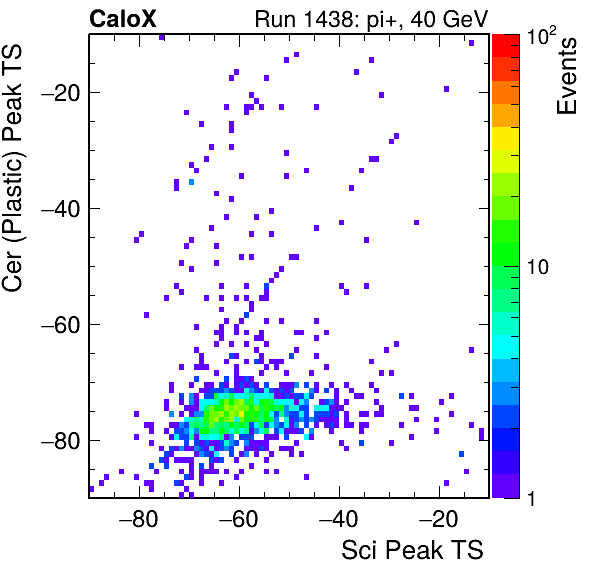 CaloX Run 1438: pi+, 40 GeV
Cer (Plastic) Peak TS
−20
−40
−60
−80
−80 −60 −40 −20
Sci Peak TS
10²
10
1
Events